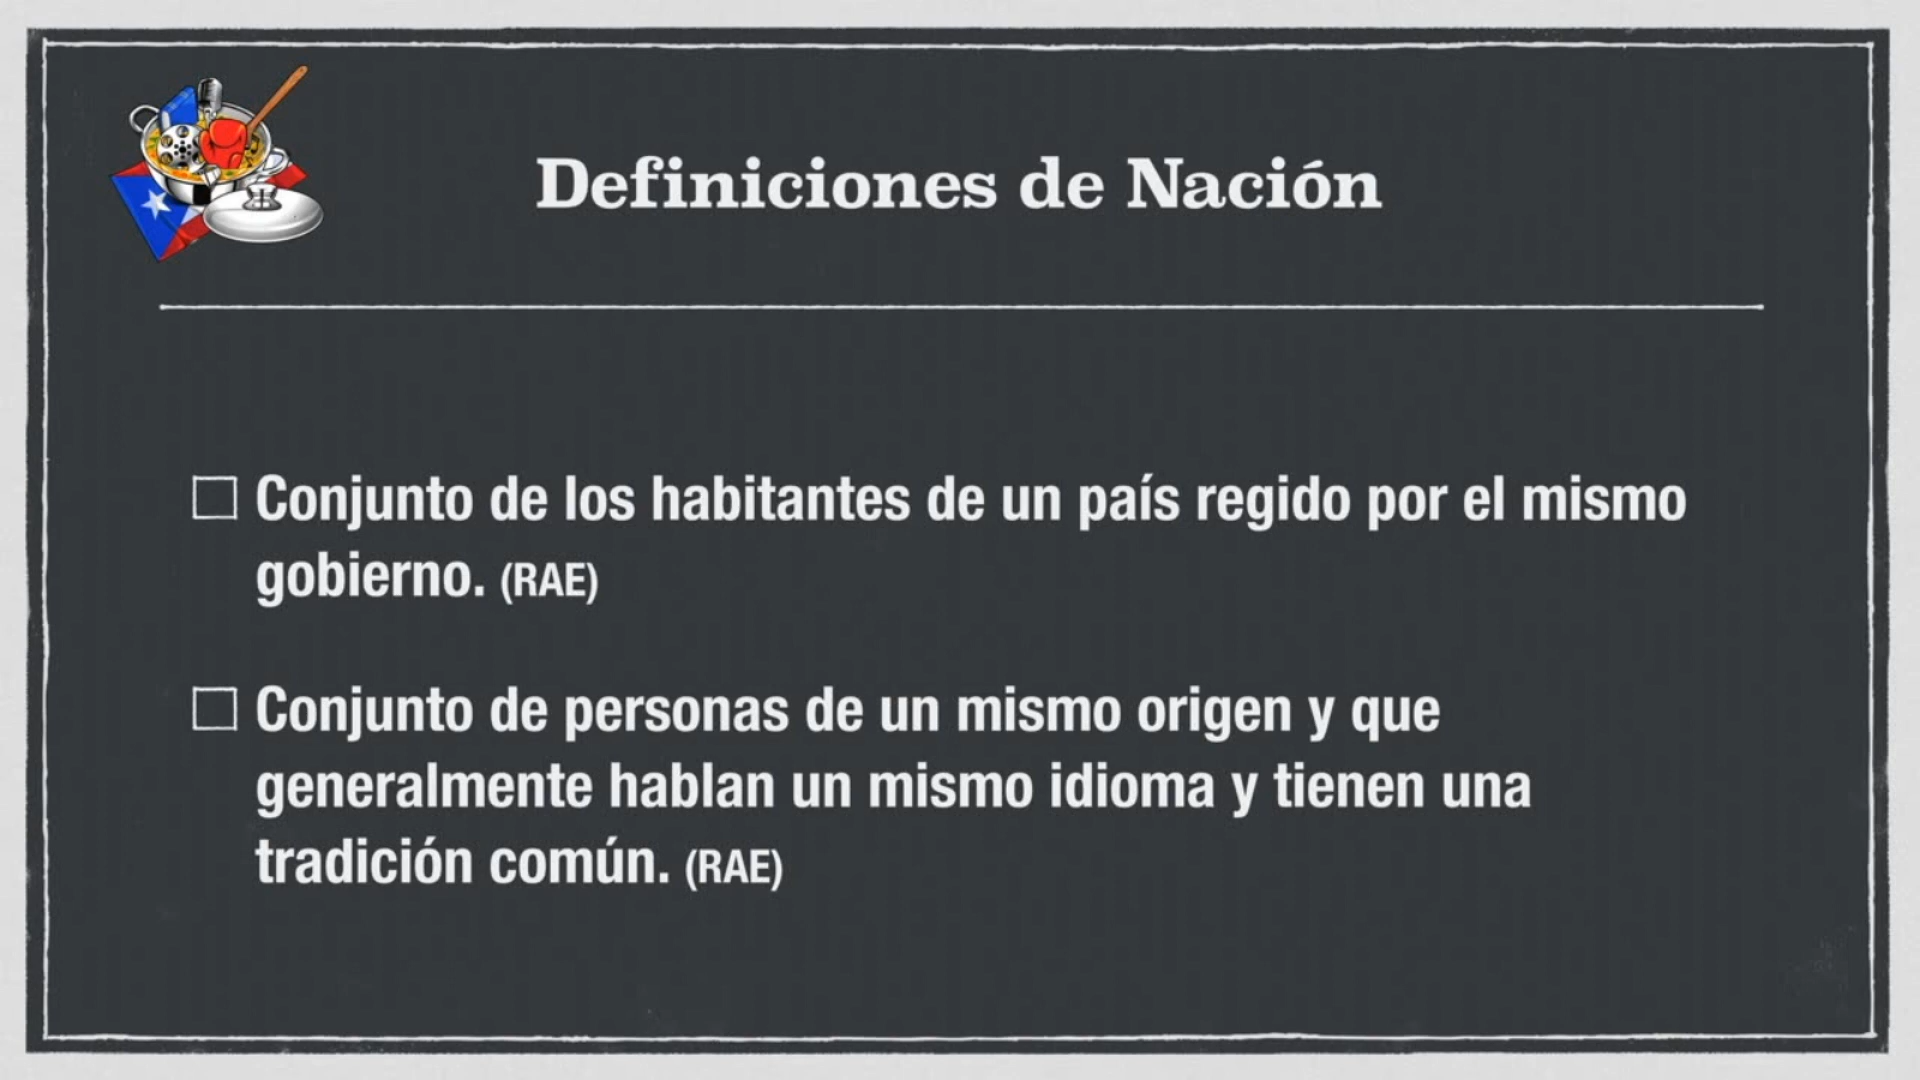 Definiciones de Nación
Conjunto de los habitantes de un país regido por el mismo
gobierno. (RAE)
Conjunto de personas de un mismo origen y que
generalmente hablan un mismo idioma y tienen una
tradición común. (RAE)